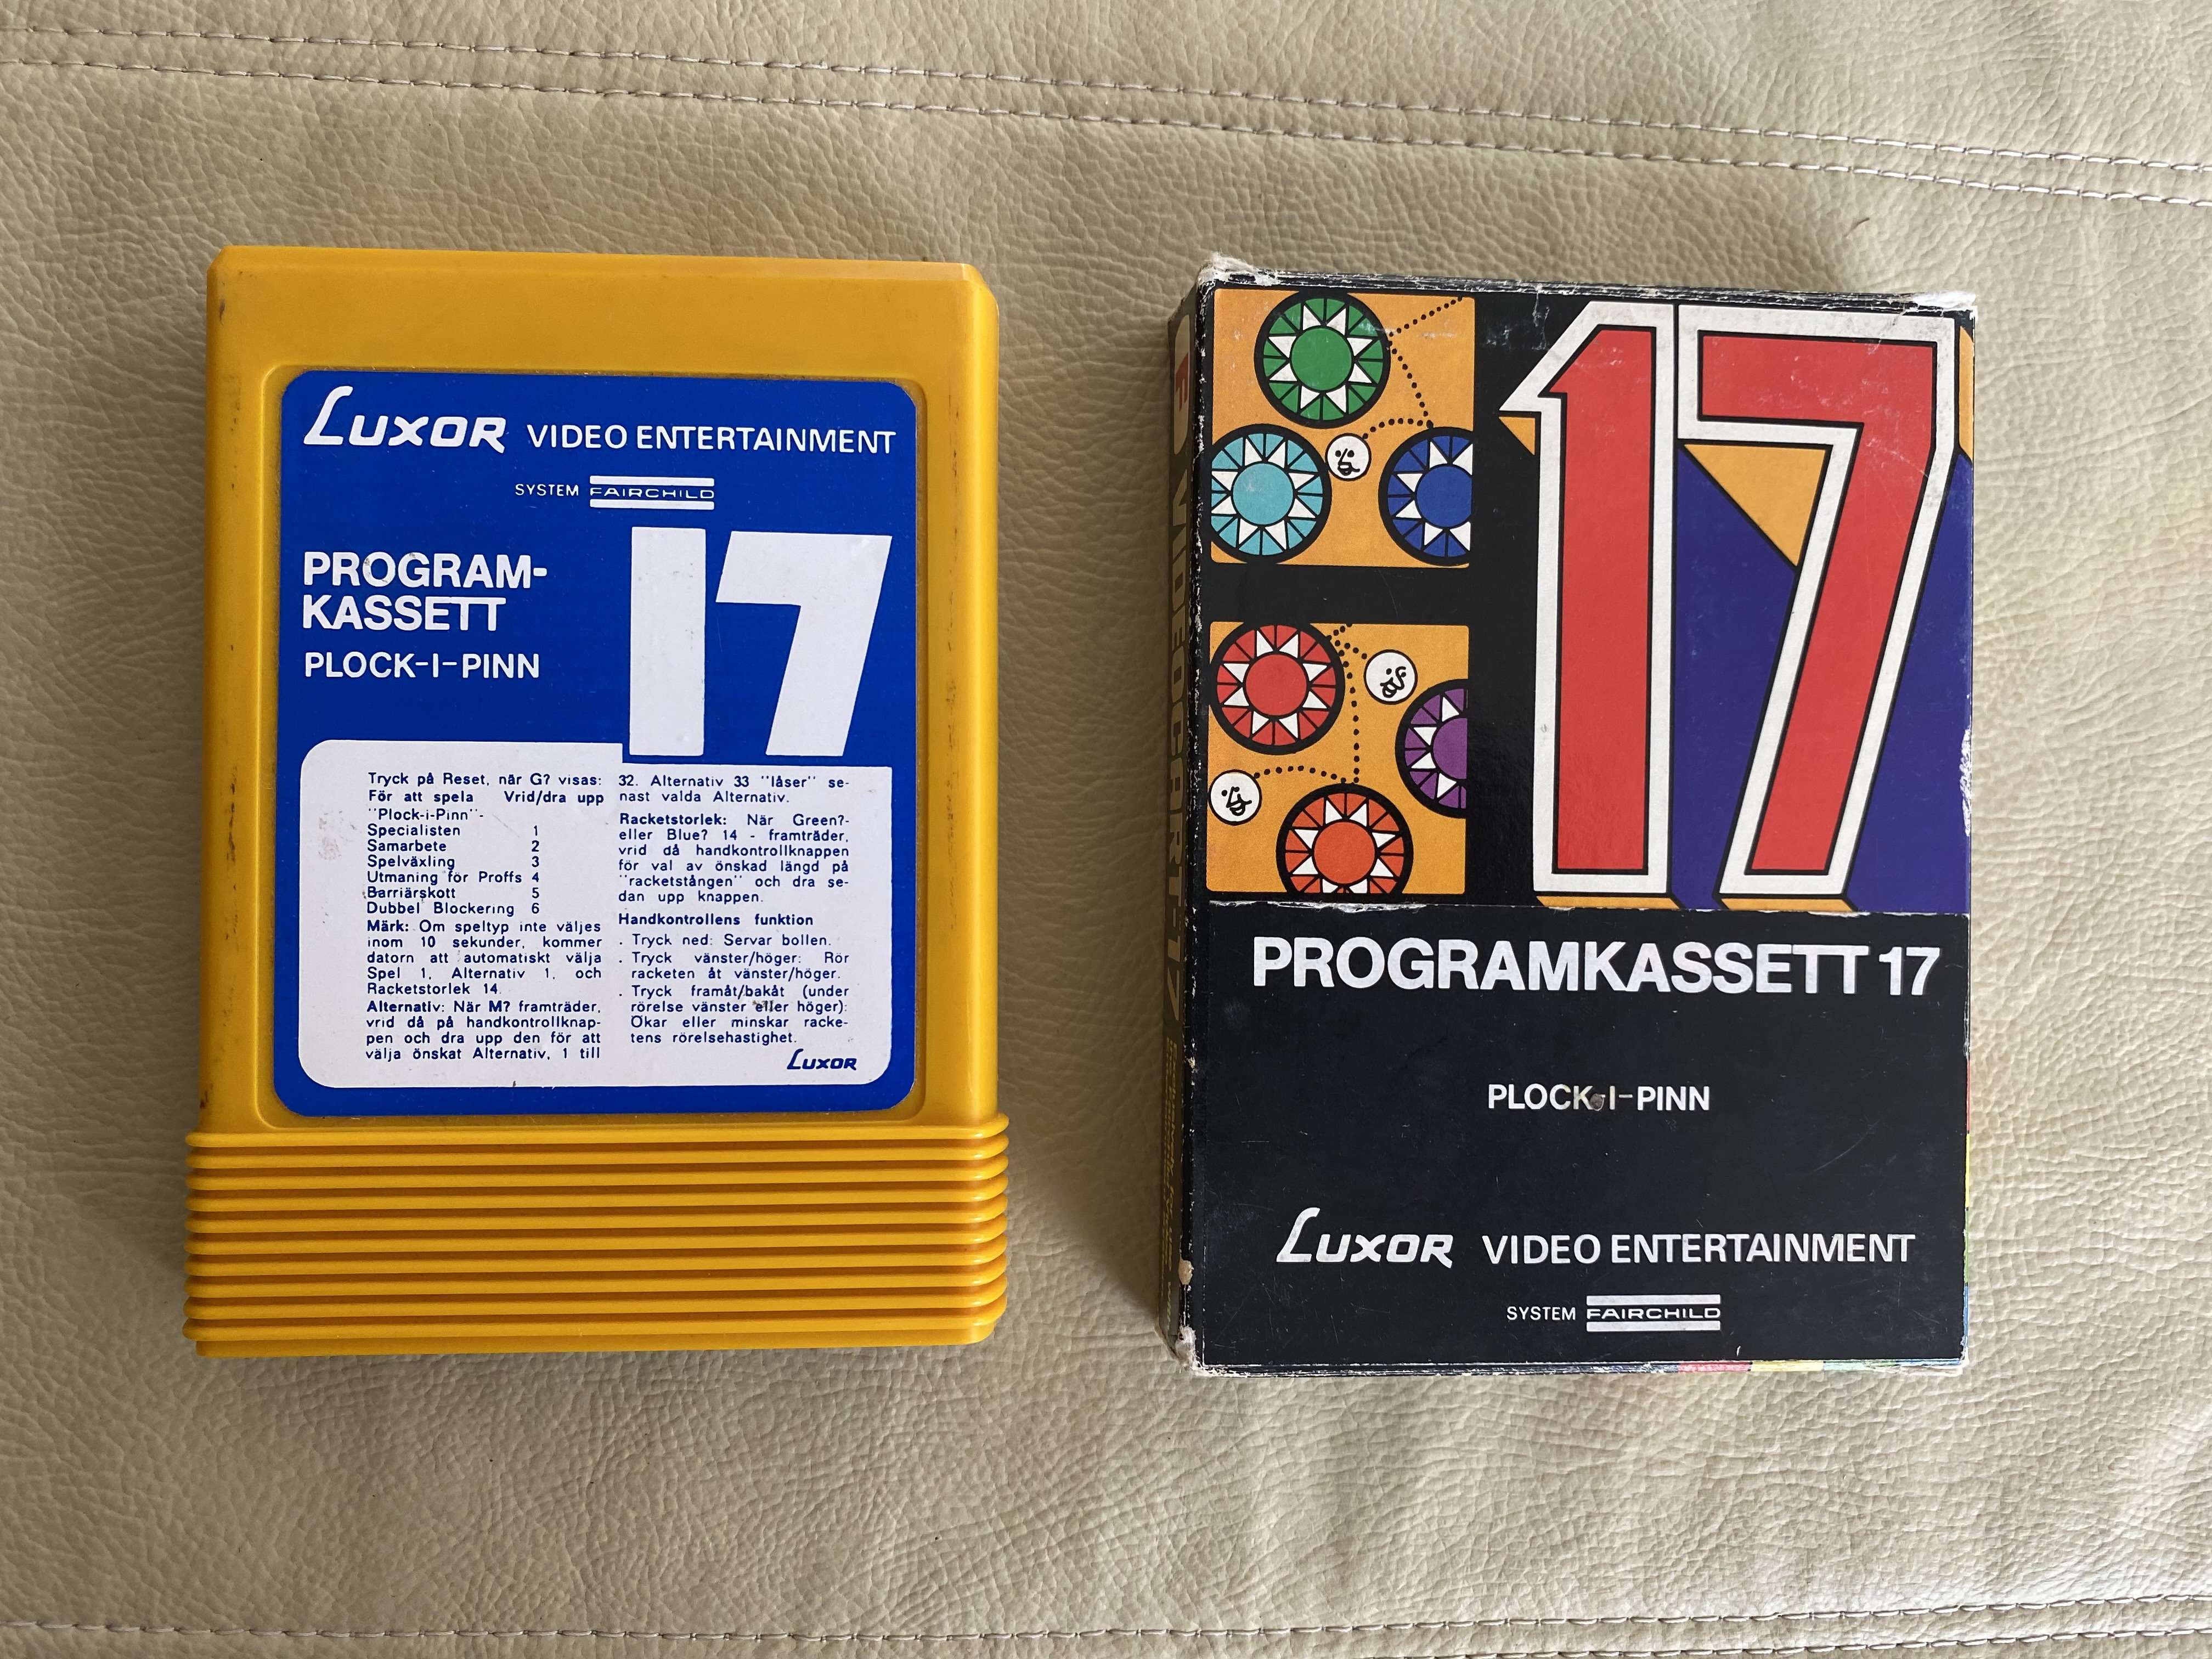 LUXOR VIDEO ENTERTAINMENT
SYSTEM FAIRCHILD
PROGRAM-
KASSETT
PLOCK-I-PINN
17
Tryck på Reset, när G? visas:
För att spela Vrid/dra upp
"Plock-i-Pinn"-
Specialisten 1
Samarbete 2
Spelväxling 3
Utmaning för Proffs 4
Barriärskott 5
Dubbel Blockering 6
Märk: Om speltyp inte väljes
inom 10 sekunder, kommer
datorn att automatiskt välja
Spel 1, Alternativ 1, och
Racketstorlek 14.
Alternativ: När M? framträder,
vrid då på handkontrollknap-
pen och dra upp den för att
välja önskat Alternativ, 1 till
32. Alternativ 33 "låser" se-
nast valda Alternativ.
Racketstorlek: När Green?-
eller Blue? 14 - framträder,
vrid då handkontrollknappen
för val av önskad längd på
"racketstången" och dra se-
dan upp knappen.
Handkontrollens funktion
. Tryck ned: Servar bollen.
. Tryck vänster/höger: Rör
racketen åt vänster/höger.
. Tryck framåt/bakåt (under
rörelse vänster eller höger):
Ökar eller minskar racke-
tens rörelsehastighet.
LUXOR
17
PROGRAMKASSETT 17
PLOCK-I-PINN
LUXOR VIDEO ENTERTAINMENT
SYSTEM FAIRCHILD
VIDEOCART-17